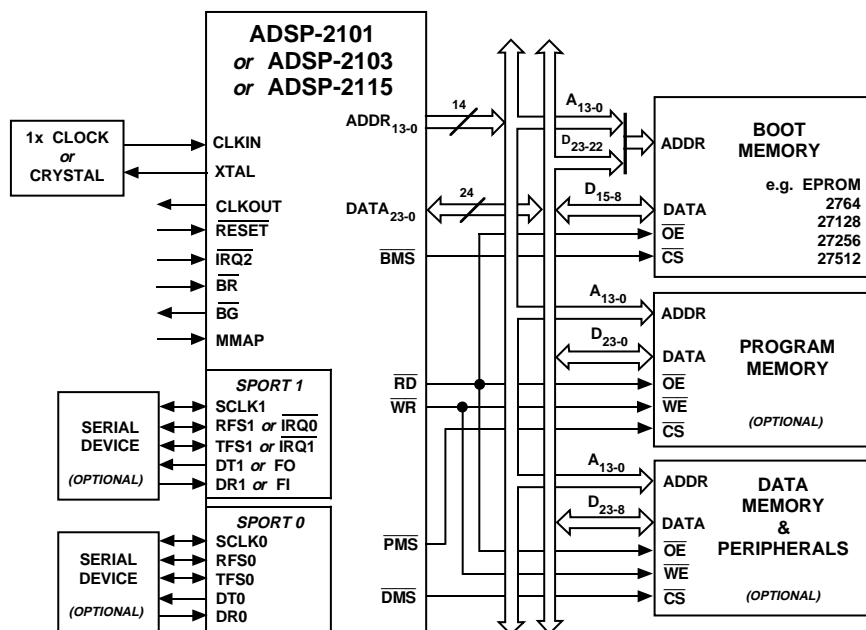 ADSP-2101
or ADSP-2103
or ADSP-2115
1x CLOCK
or
CRYSTAL
CLKIN
XTAL
CLKOUT
RESET
IRQ2
BR
BG
MMAP
ADDR13-0
14
DATA23-0
24
BMS
RD
WR
PMS
DMS
SPORT 1
SCLK1
RFS1 or IRQ0
TFS1 or IRQ1
DT1 or FO
DR1 or FI
SERIAL
DEVICE
(OPTIONAL)
SPORT 0
SCLK0
RFS0
TFS0
DT0
DR0
SERIAL
DEVICE
(OPTIONAL)
A13-0
D23-22
D15-8
ADDR
DATA
OE
CS
BOOT
MEMORY
e.g. EPROM
2764
27128
27256
27512
A13-0
D23-0
ADDR
DATA
OE
WE
CS
PROGRAM
MEMORY
(OPTIONAL)
A13-0
D23-8
ADDR
DATA
OE
WE
CS
DATA
MEMORY
&
PERIPHERALS
(OPTIONAL)